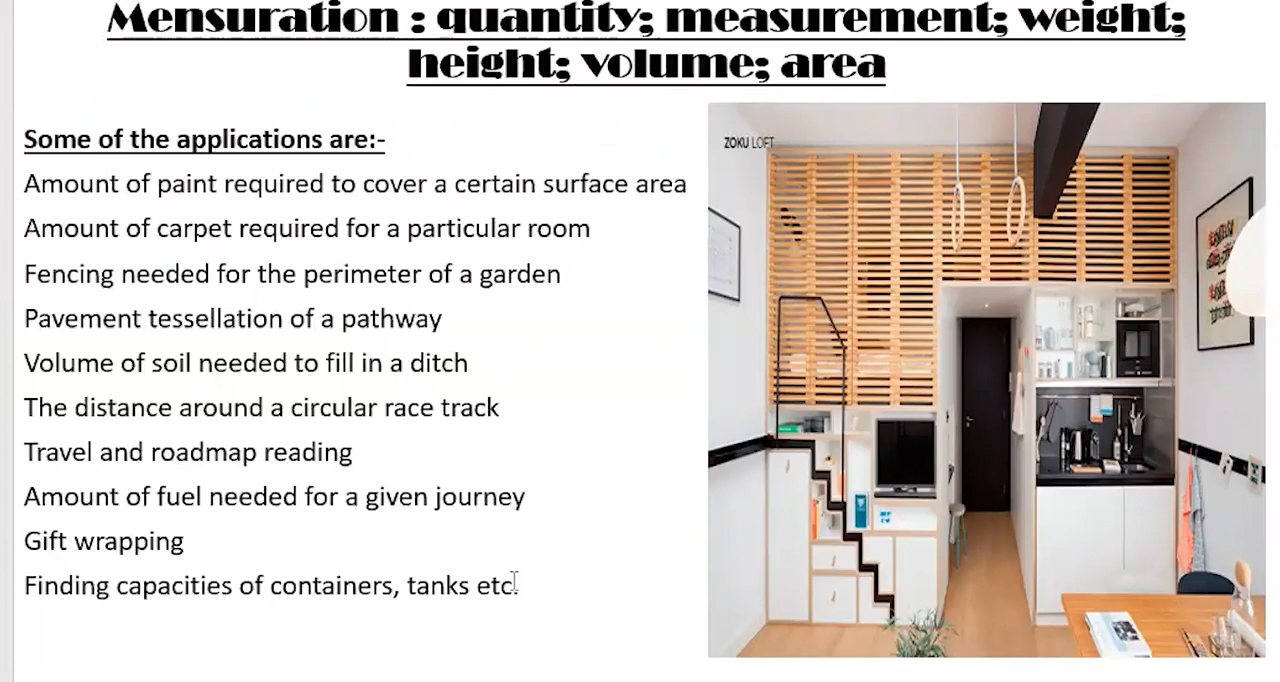 Mensuration : quantity; measurement; weight;
height; volume; area
Some of the applications are:-
Amount of paint required to cover a certain surface area
Amount of carpet required for a particular room
Fencing needed for the perimeter of a garden
Pavement tessellation of a pathway
Volume of soil needed to fill in a ditch
The distance around a circular race track
Travel and roadmap reading
Amount of fuel needed for a given journey
Gift wrapping
Finding capacities of containers, tanks etc.
ZOKU LOFT